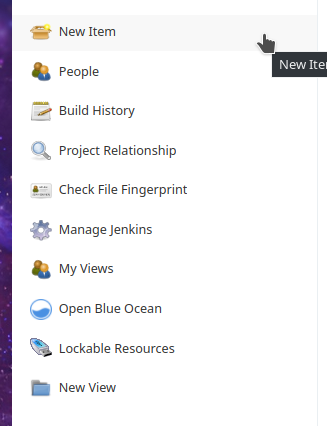 New Item
New Ite
People
Build History
Project Relationship
Check File Fingerprint
Manage Jenkins
My Views
Open Blue Ocean
Lockable Resources
New View